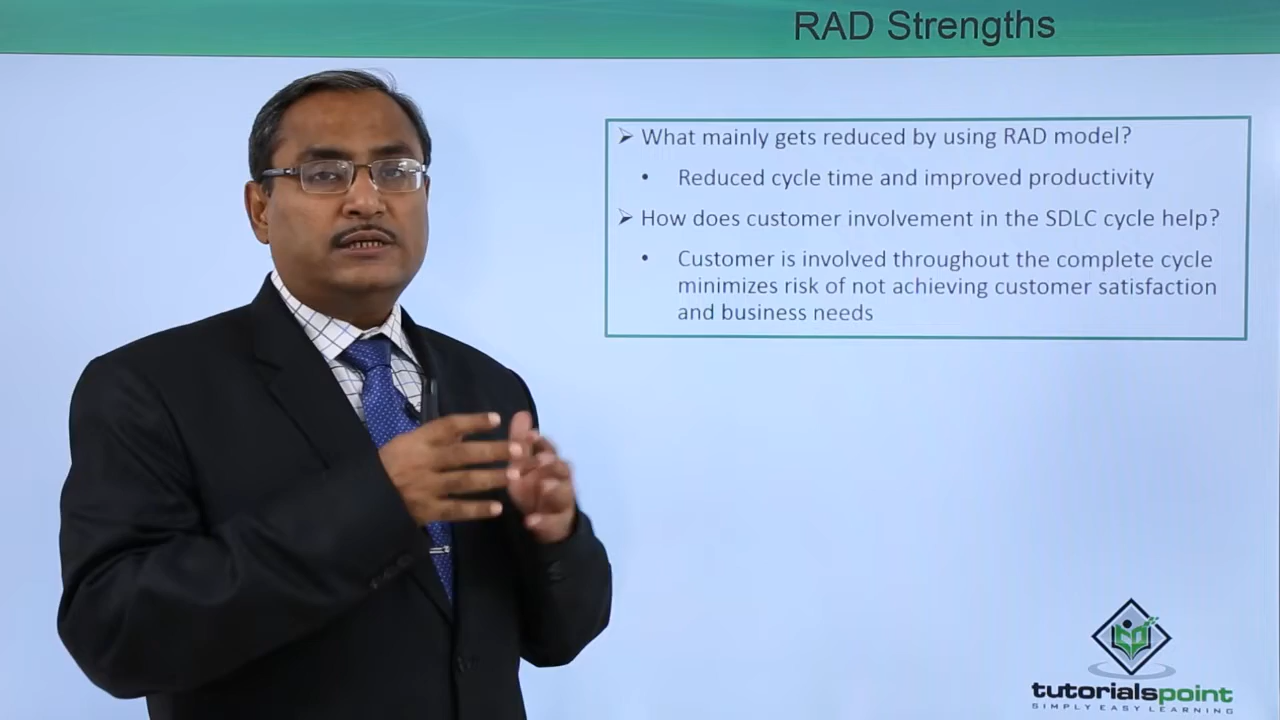 RAD Strengths
➢ What mainly gets reduced by using RAD model?
• Reduced cycle time and improved productivity
➢ How does customer involvement in the SDLC cycle help?
• Customer is involved throughout the complete cycle
minimizes risk of not achieving customer satisfaction
and business needs
tutorialspoint
SIMPLY EASY LEARNING